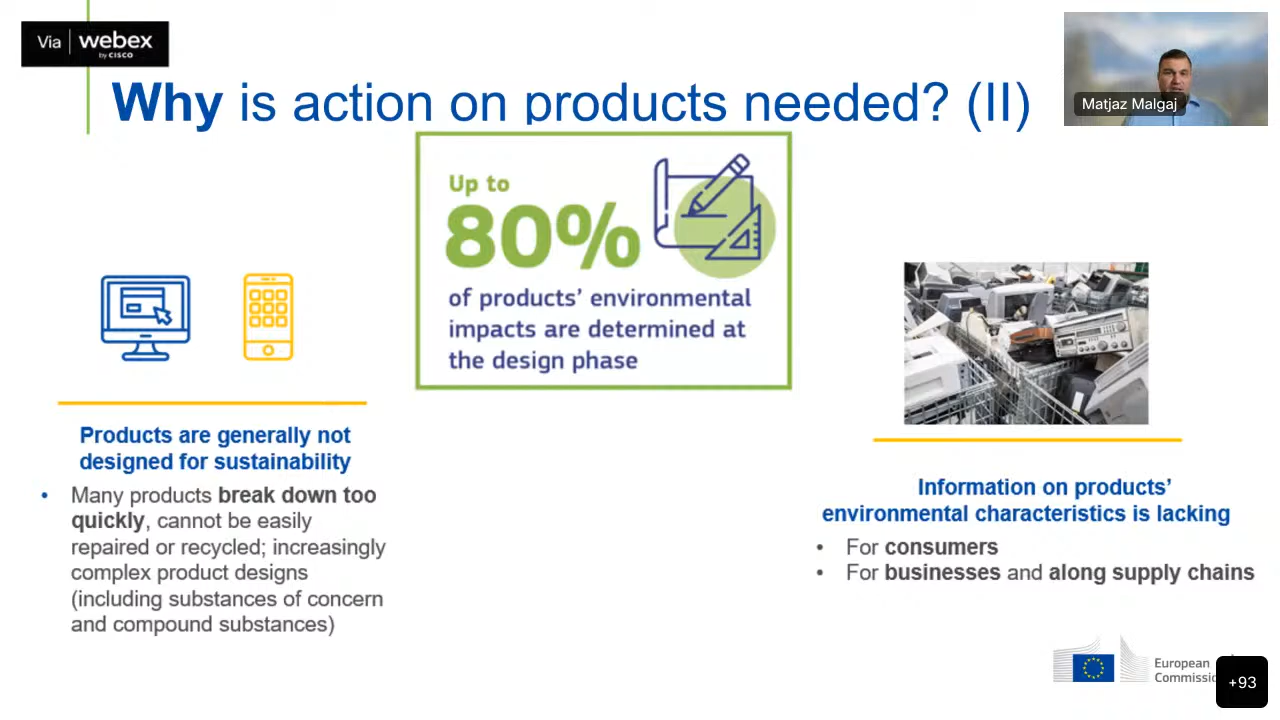 Via webex
by CISCO
Why is action on products needed? (II)
Matjaz Malgaj
Up to
80%
of products’ environmental
impacts are determined at
the design phase
Products are generally not
designed for sustainability
• Many products break down too
quickly, cannot be easily
repaired or recycled; increasingly
complex product designs
(including substances of concern
and compound substances)
Information on products’
environmental characteristics is lacking
• For consumers
• For businesses and along supply chains
European
+93